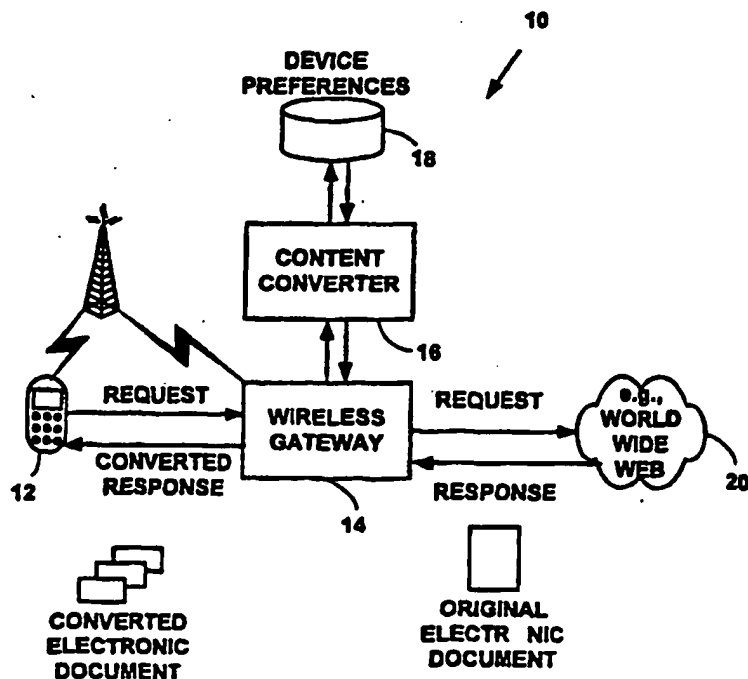 10
DEVICE
PREFERENCES
18
CONTENT
CONVERTER
16
REQUEST
WIRELESS
GATEWAY
REQUEST
e.g.,
WORLD
WIDE
WEB
CONVERTED
RESPONSE
RESPONSE
12
14
20
CONVERTED
ELECTRONIC
DOCUMENT
ORIGINAL
ELECTR NIC
DOCUMENT